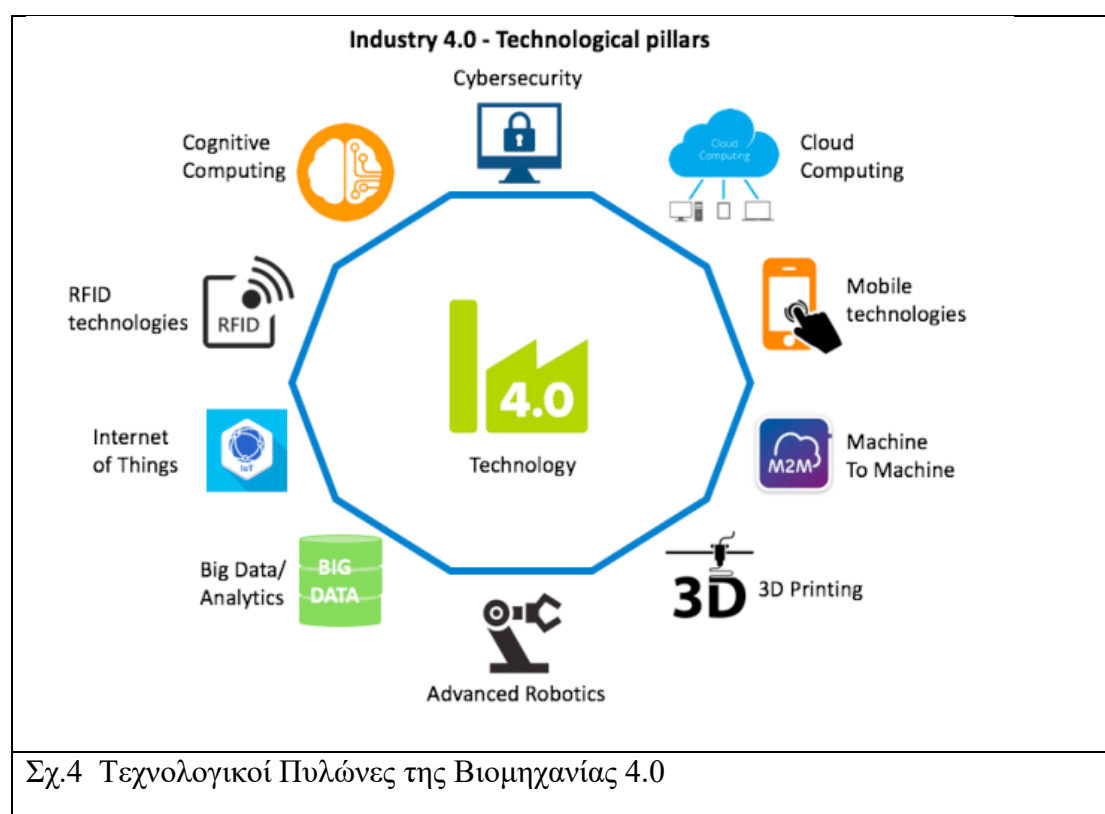 Industry 4.0 - Technological pillars
Cybersecurity
Cognitive
Computing
Cloud
Computing
Cloud
Computing
RFID
technologies
RFID
Mobile
technologies
Internet
of Things
IoT
4.0
Technology
M2M
Machine
To Machine
Big Data/
Analytics
BIG
DATA
3D
3D Printing
Advanced Robotics
Σχ.4 Τεχνολογικοί Πυλώνες της Βιομηχανίας 4.0